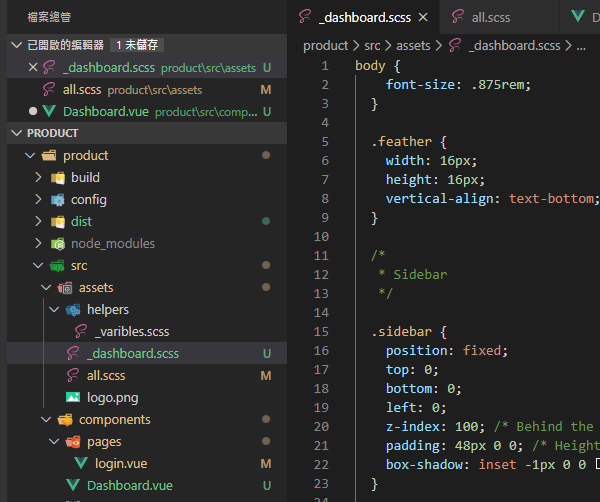 檔案總管
已開啟的編輯器 1 未儲存
_dashboard.scss product\src\assets U
all.scss product\src\assets M
Dashboard.vue product\src\comp... U
PRODUCT
product
build
config
dist
node_modules
src
assets
helpers
_varibles.scss
_dashboard.scss U
all.scss M
logo.png
components
pages
login.vue
Dashboard.vue U
_dashboard.scss all.scss D
product > src > assets > _dashboard.scss > ...
1 body {
2 font-size: .875rem;
3 }
4
5 .feather {
6 width: 16px;
7 height: 16px;
8 vertical-align: text-bottom;
9 }
10
11 /*
12 * Sidebar
13 */
14
15 .sidebar {
16 position: fixed;
17 top: 0;
18 bottom: 0;
19 left: 0;
20 z-index: 100; /* Behind the
21 padding: 48px 0 0; /* Height
22 box-shadow: inset -1px 0 0
23 }